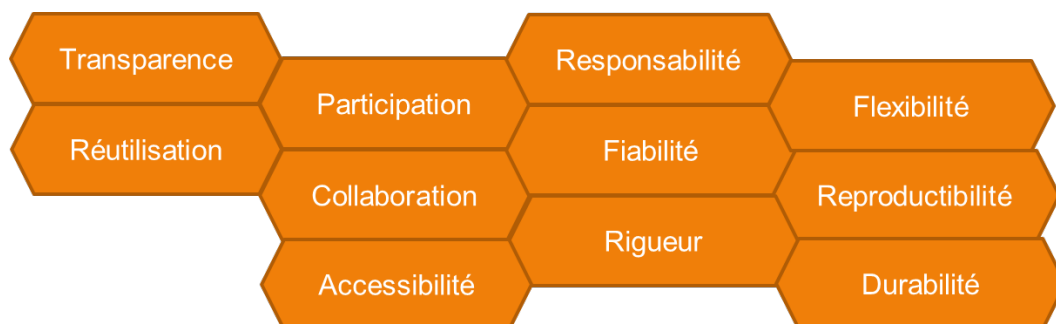 Transparence
Réutilisation
Participation
Collaboration
Accessibilité
Responsabilité
Fiabilité
Rigueur
Flexibilité
Reproductibilité
Durabilité